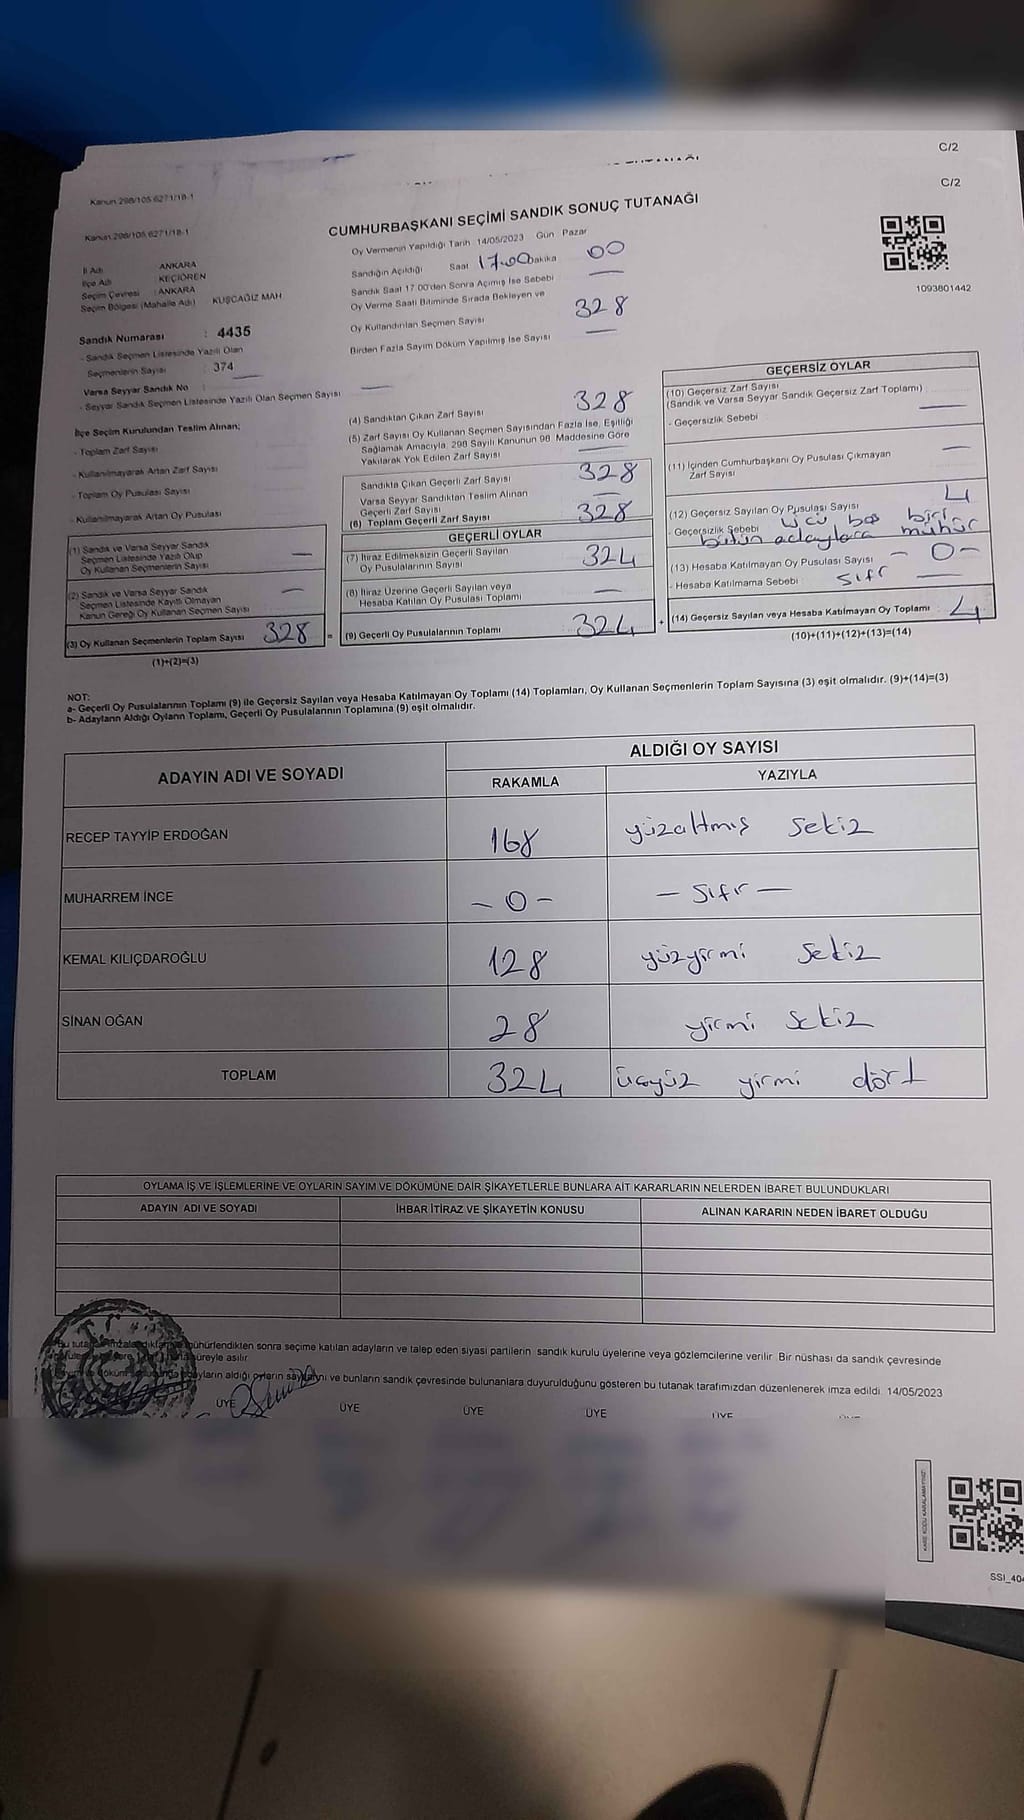 C/2
Kanun 298/105 6271/18-1
C/2
Kanun 298/105 6271/18-1
CUMHURBAŞKANI SEÇİMİ SANDIK SONUÇ TUTANAĞI
Oy Vermenin Yapıldığı Tarih 14/05/2023 Gün Pazar
İl Adı ANKARA
İlçe Adı KEÇİÖREN
Seçim Çevresi : ANKARA
Seçim Bölgesi (Mahalle Adı) KUŞCAĞIZ MAH
Sandık Numarası : 4435
- Sandık Seçmen Listesinde Yazılı Olan
Seçmenlerin Sayısı : 374
Varsa Seyyar Sandık No :
- Seyyar Sandık Seçmen Listesinde Yazılı Olan Seçmen Sayısı —
Sandığın Açıldığı Saat 17.00 Dakika 00
Sandık Saat 17.00'den Sonra Açımış İse Sebebi —
Oy Verme Saati Bitiminde Sırada Bekleyen ve
Oy Kullandırılan Seçmen Sayısı 328
Birden Fazla Sayım Döküm Yapılmış İse Sayısı —
1093801442
İlçe Seçim Kurulundan Teslim Alınan;
- Toplam Zarf Sayısı
- Kullanılmayarak Artan Zarf Sayısı
- Toplam Oy Pusulası Sayısı
- Kullanılmayarak Artan Oy Pusulası
(1) Sandık ve Varsa Seyyar Sandık
Seçmen Listesinde Yazılı Olup
Oy Kullanan Seçmenlerin Sayısı —
(2) Sandık ve Varsa Seyyar Sandık
Seçmen Listesinde Kayıtlı Olmayan
Kanun Gereği Oy Kullanan Seçmen Sayısı —
(3) Oy Kullanan Seçmenlerin Toplam Sayısı 328 =
(1)+(2)=(3)
(4) Sandıktan Çıkan Zarf Sayısı 328
(5) Zarf Sayısı Oy Kullanan Seçmen Sayısından Fazla İse, Eşitliği
Sağlamak Amacıyla, 298 Sayılı Kanunun 98 Maddesine Göre
Yakılarak Yok Edilen Zarf Sayısı —
Sandıkta Çıkan Geçerli Zarf Sayısı 328
Varsa Seyyar Sandıktan Teslim Alınan
Geçerli Zarf Sayısı —
(6) Toplam Geçerli Zarf Sayısı 328
GEÇERLİ OYLAR
(7) İtiraz Edilmeksizin Geçerli Sayılan
Oy Pusulalarının Sayısı 324
(8) İtiraz Üzerine Geçerli Sayılan veya
Hesaba Katılan Oy Pusulası Toplamı —
(9) Geçerli Oy Pusulalarının Toplamı : 324 +
GEÇERSİZ OYLAR
(10) Geçersiz Zarf Sayısı
(Sandık ve Varsa Seyyar Sandık Geçersiz Zarf Toplamı)
- Geçersizlik Sebebi —
(11) İçinden Cumhurbaşkanı Oy Pusulası Çıkmayan
Zarf Sayısı —
(12) Geçersiz Sayılan Oy Pusulası Sayısı 4
- Geçersizlik Sebebi üçü boş biri
bütün adaylara mühür
(13) Hesaba Katılmayan Oy Pusulası Sayısı – 0 –
- Hesaba Katılmama Sebebi sıfr —
(14) Geçersiz Sayılan veya Hesaba Katılmayan Oy Toplamı 4
(10)+(11)+(12)+(13)=(14)
NOT:
a- Geçerli Oy Pusulalarının Toplamı (9) ile Geçersiz Sayılan veya Hesaba Katılmayan Oy Toplamı (14) Toplamları, Oy Kullanan Seçmenlerin Toplam Sayısına (3) eşit olmalıdır. (9)+(14)=(3)
b- Adayların Aldığı Oyların Toplamı, Geçerli Oy Pusulalarının Toplamına (9) eşit olmalıdır.
ADAYIN ADI VE SOYADI ALDIĞI OY SAYISI
RAKAMLA YAZIYLA
RECEP TAYYİP ERDOĞAN 168 yüzaltmış sekiz
MUHARREM İNCE – 0 – – Sıfr –
KEMAL KILIÇDAROĞLU 128 yüzyirmi sekiz
SİNAN OĞAN 28 yirmi sekiz
TOPLAM 324 üçyüz yirmi dört
OYLAMA İŞ VE İŞLEMLERİNE VE OYLARIN SAYIM VE DÖKÜMÜNE DAİR ŞİKAYETLERLE BUNLARA AİT KARARLARIN NELERDEN İBARET BULUNDUKLARI
ADAYIN ADI VE SOYADI İHBAR İTİRAZ VE ŞİKAYETİN KONUSU ALINAN KARARIN NEDEN İBARET OLDUĞU
Bu mühürlendikten sonra seçime katılan adayların ve talep eden siyasi partilerin sandık kurulu üyelerine veya gözlemcilerine verilir Bir nüshası da sandık çevresinde
süreyle asılır
adayların aldığı oyların sayılarını ve bunların sandık çevresinde bulunanlara duyurulduğunu gösteren bu tutanak tarafımızdan düzenlenerek imza edildi 14/05/2023
ÜYE ÜYE ÜYE ÜYE ÜYE
KARE KODU KARALAMAYINIZ!